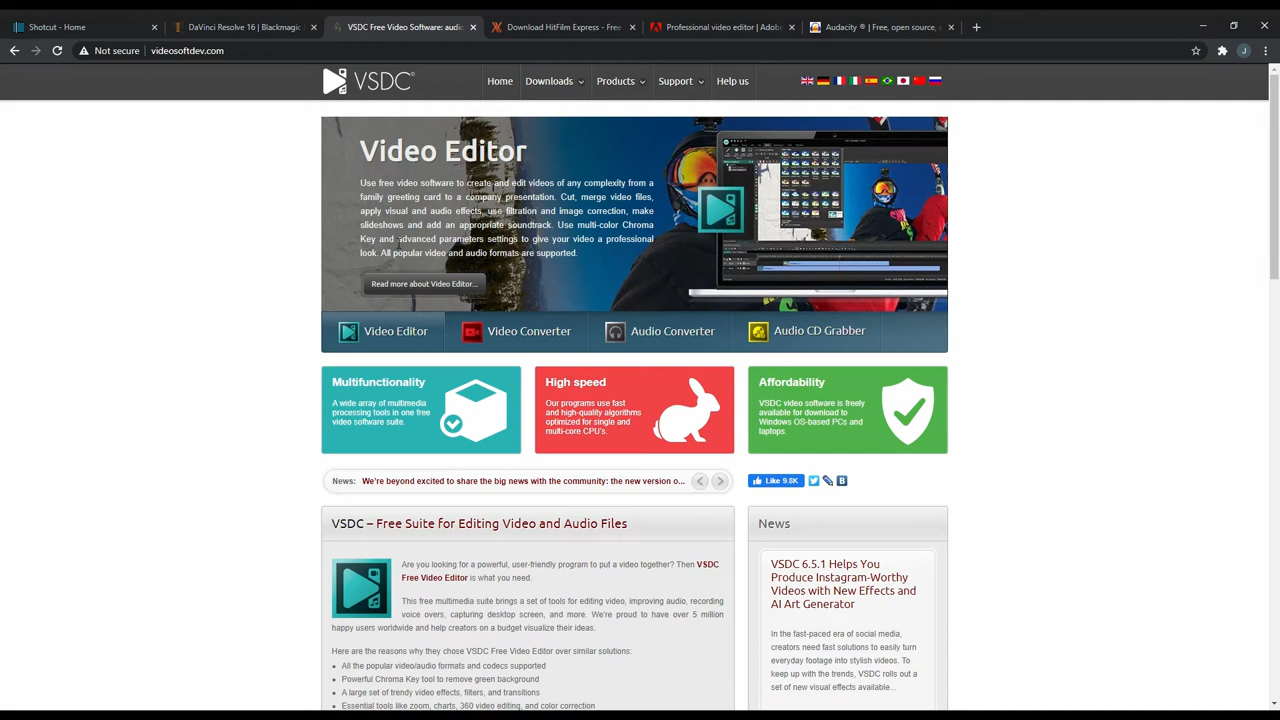 Shotcut - Home
DaVinci Resolve 16 | Blackmagic
VSDC Free Video Software: audio
Download HitFilm Express - Free
Professional video editor | Adobe
Audacity ® | Free, open source,
Not secure | videosoftdev.com
J
VSDC
Home
Downloads
Products
Support
Help us
Video Editor
Use free video software to create and edit videos of any complexity from a
family greeting card to a company presentation. Cut, merge video files,
apply visual and audio effects, use filtration and image correction, make
slideshows and add an appropriate soundtrack. Use multi-color Chroma
Key and advanced parameters settings to give your video a professional
look. All popular video and audio formats are supported.
Read more about Video Editor...
Video Editor
Video Converter
Audio Converter
Audio CD Grabber
Multifunctionality
A wide array of multimedia
processing tools in one free
video software suite.
High speed
Our programs use fast
and high-quality algorithms
optimized for single and
multi-core CPU's.
Affordability
VSDC video software is freely
available for download to
Windows OS-based PCs and
laptops.
News: We're beyond excited to share the big news with the community: the new version o...
Like 9.8K
VSDC – Free Suite for Editing Video and Audio Files
Are you looking for a powerful, user-friendly program to put a video together? Then VSDC
Free Video Editor is what you need.
This free multimedia suite brings a set of tools for editing video, improving audio, recording
voice overs, capturing desktop screen, and more. We're proud to have over 5 million
happy users worldwide and help creators on a budget visualize their ideas.
Here are the reasons why they chose VSDC Free Video Editor over similar solutions:
All the popular video/audio formats and codecs supported
Powerful Chroma Key tool to remove green background
A large set of trendy video effects, filters, and transitions
Essential tools like zoom, charts, 360 video editing, and color correction
News
VSDC 6.5.1 Helps You
Produce Instagram-Worthy
Videos with New Effects and
AI Art Generator
In the fast-paced era of social media,
creators need fast solutions to easily turn
everyday footage into stylish videos. To
keep up with the trends, VSDC rolls out a
set of new visual effects available...